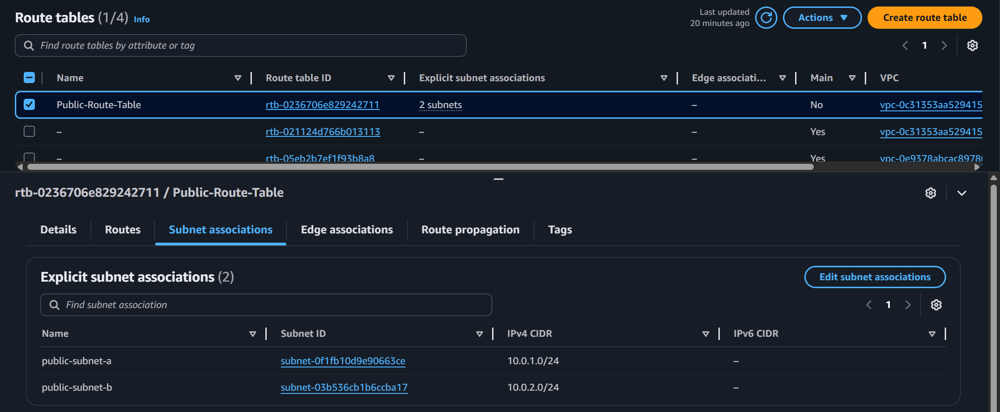 Route tables (1/4) Info
Last updated
20 minutes ago
Actions
Create route table
Find route tables by attribute or tag
1
Name Route table ID Explicit subnet associations Edge associati... Main VPC
Public-Route-Table rtb-0236706e829242711 2 subnets – No vpc-0c31353aa529415
– rtb-021124d766b013113 – – Yes vpc-0c31353aa529415
– rtb-05eb2b7ef1f93b8a8 – – Yes vpc-0e9378abcac8978
rtb-0236706e829242711 / Public-Route-Table
Details Routes Subnet associations Edge associations Route propagation Tags
Explicit subnet associations (2)
Edit subnet associations
Find subnet association
1
Name Subnet ID IPv4 CIDR IPv6 CIDR
public-subnet-a subnet-0f1fb10d9e90663ce 10.0.1.0/24 –
public-subnet-b subnet-03b536cb1b6ccba17 10.0.2.0/24 –